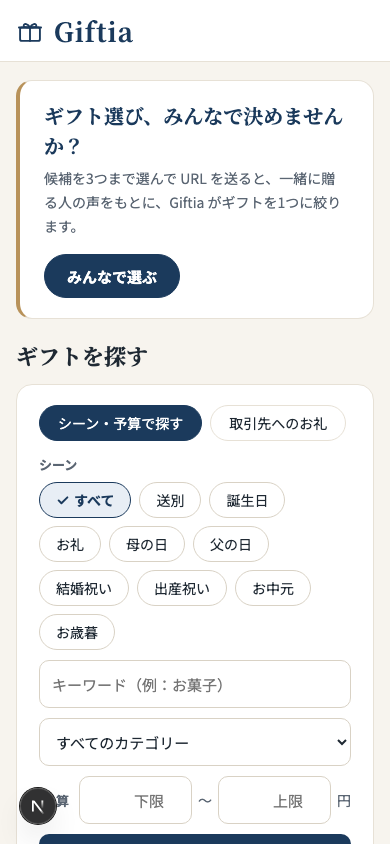 Giftia
ギフト選び、みんなで決めません
か？
候補を3つまで選んで URL を送ると、一緒に贈
る人の声をもとに、Giftia がギフトを1つに絞り
ます。
みんなで選ぶ
ギフトを探す
シーン・予算で探す 取引先へのお礼
シーン
すべて 送別 誕生日
お礼 母の日 父の日
結婚祝い 出産祝い お中元
お歳暮
キーワード（例：お菓子）
すべてのカテゴリー
N 算 下限 〜 上限 円